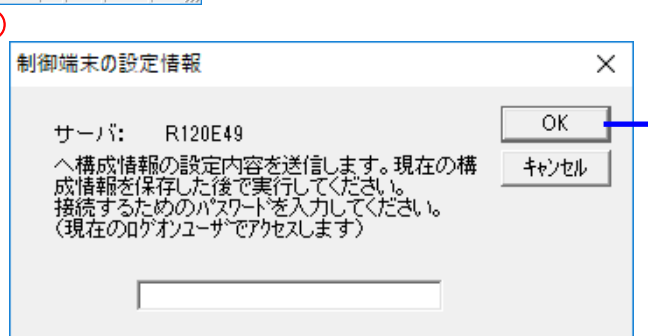 制御端末の設定情報
サーバ: R120E49
OK
へ構成情報の設定内容を送信します。現在の構
キャンセル
成情報を保存した後で実行してください。
接続するためのパスワードを入力してください。
(現在のログオンユーザでアクセスします)